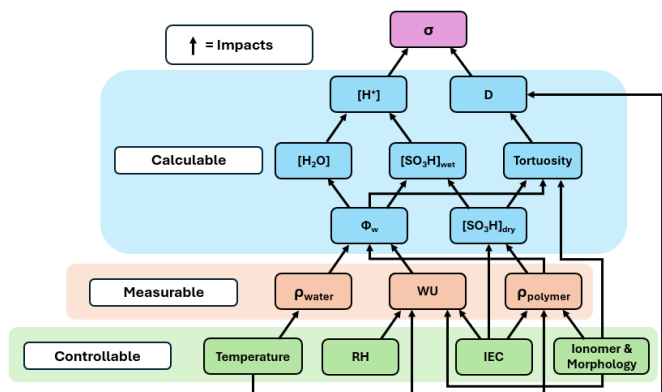 σ
↑ = Impacts
[H⁺]
D
Calculable
[H₂O]
[SO₃H]wet
Tortuosity
Φw
[SO₃H]dry
Measurable
ρwater
WU
ρpolymer
Controllable
Temperature
RH
IEC
Ionomer &
Morphology